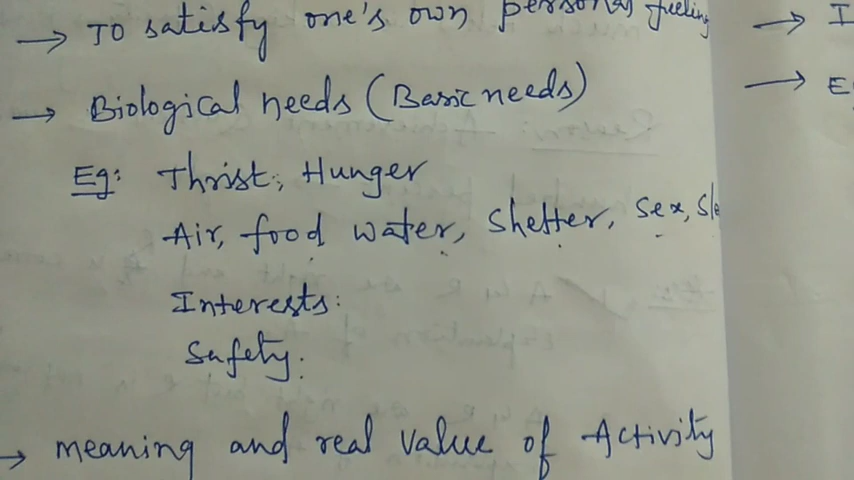 → To satisfy one's own personal feeling
→ Biological needs (Basic needs)
Eg: Thrist, Hunger
Air, food water, Shelter, Sex,
Interests:
Safety.
→ meaning and real value of Activity
→ I
→ E